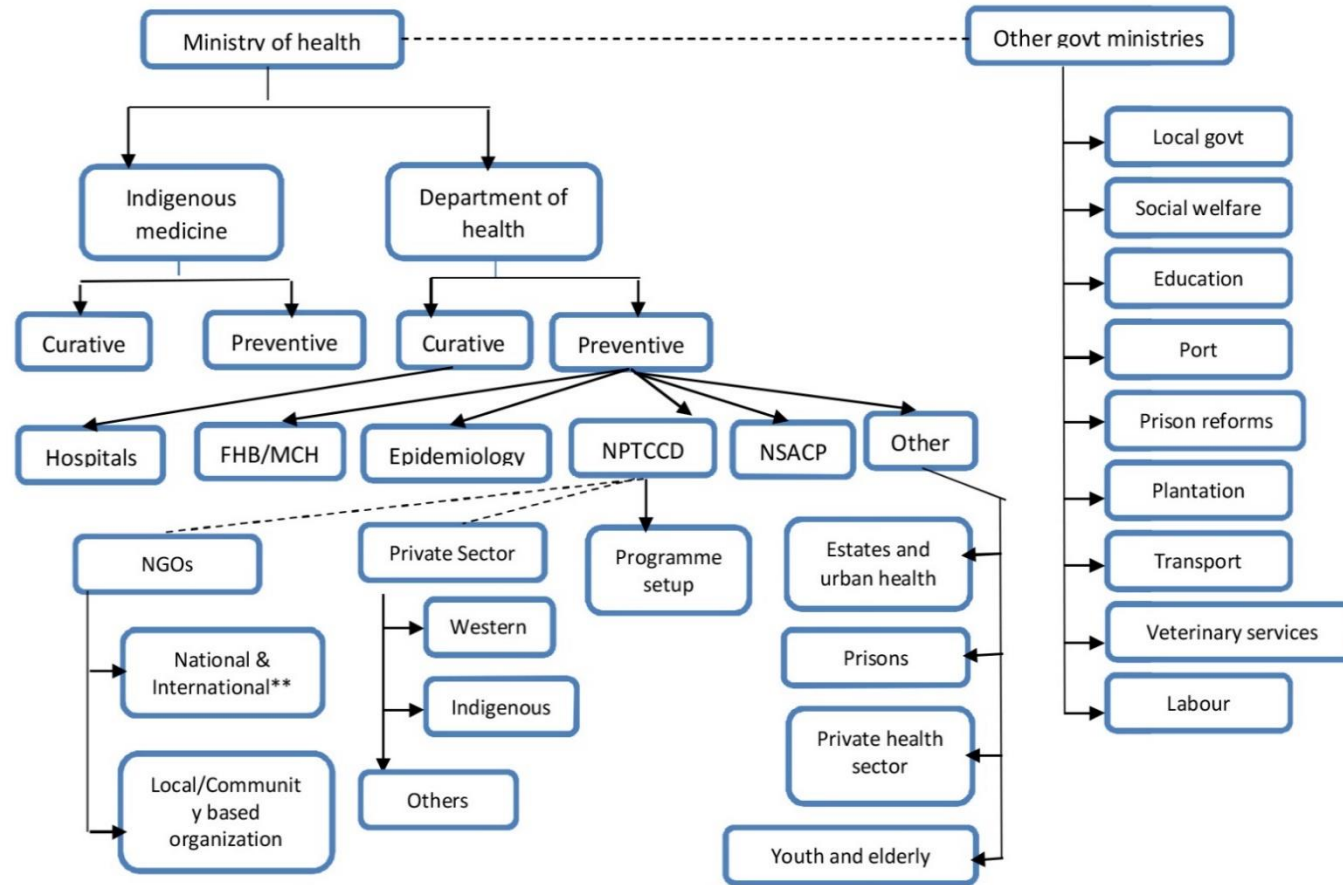 Ministry of health
Other govt ministries
Indigenous
medicine
Department of
health
Curative
Preventive
Curative
Preventive
Hospitals
FHB/MCH
Epidemiology
NPTCCD
NSACP
Other
NGOs
National &
International**
Local/Communit
y based
organization
Private Sector
Western
Indigenous
Others
Programme
setup
Estates and
urban health
Prisons
Private health
sector
Youth and elderly
Local govt
Social welfare
Education
Port
Prison reforms
Plantation
Transport
Veterinary services
Labour